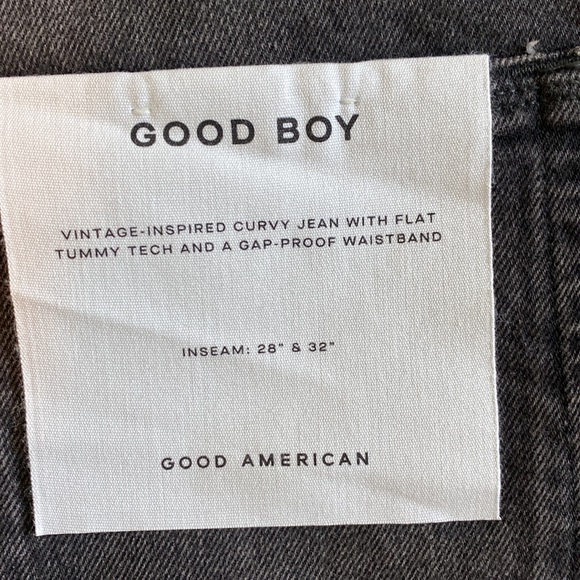 GOOD BOY
VINTAGE-INSPIRED CURVY JEAN WITH FLAT
TUMMY TECH AND A GAP-PROOF WAISTBAND
INSEAM: 28" & 32"
GOOD AMERICAN